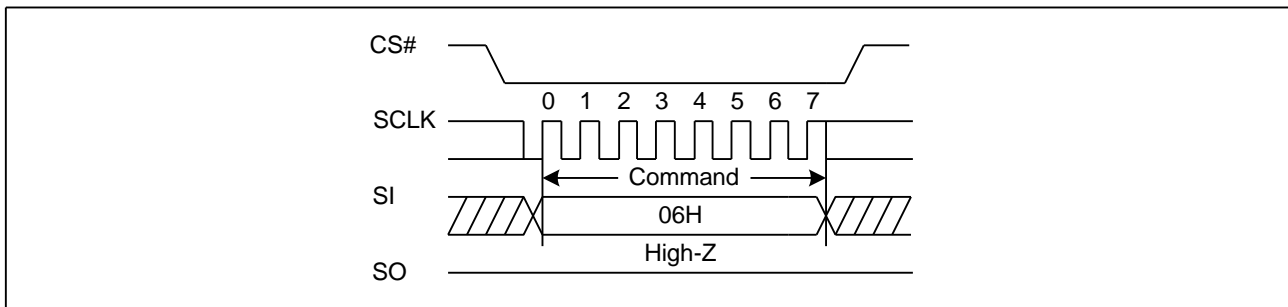 CS#
0 1 2 3 4 5 6 7
SCLK
Command
SI
06H
High-Z
SO